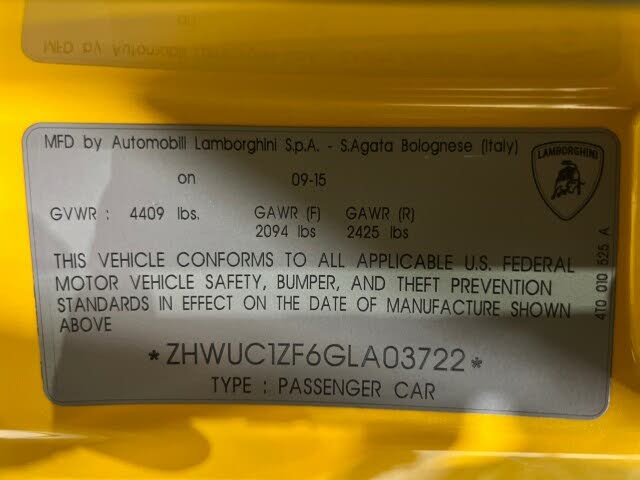 MFD by Automobili Lamborghini S.p.A. - S.Agata Bolognese (Italy)
on 09-15
LAMBORGHINI
GVWR : 4409 lbs. GAWR (F) GAWR (R)
2094 lbs 2425 lbs
THIS VEHICLE CONFORMS TO ALL APPLICABLE U.S. FEDERAL
MOTOR VEHICLE SAFETY, BUMPER, AND THEFT PREVENTION
STANDARDS IN EFFECT ON THE DATE OF MANUFACTURE SHOWN
ABOVE
*ZHWUC1ZF6GLA03722*
TYPE : PASSENGER CAR
4T0 010 525 A